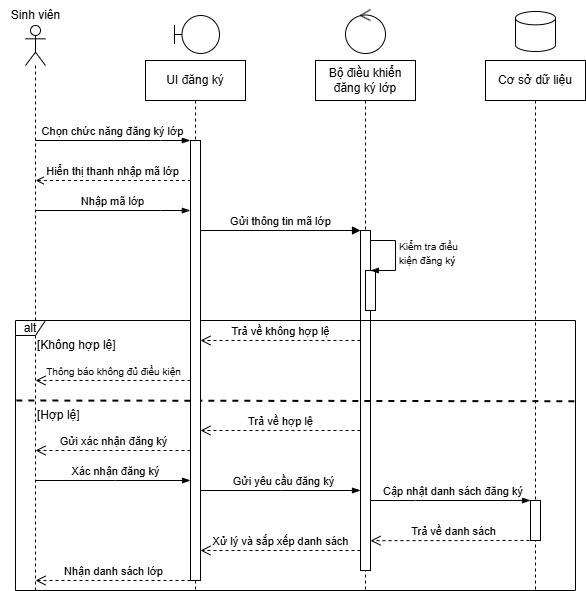 Sinh viên
UI đăng ký
Bộ điều khiển
đăng ký lớp
Cơ sở dữ liệu
Chọn chức năng đăng ký lớp
Hiển thị thanh nhập mã lớp
Nhập mã lớp
Gửi thông tin mã lớp
Kiểm tra điều
kiện đăng ký
alt
Trả về không hợp lệ
[Không hợp lệ]
Thông báo không đủ điều kiện
[Hợp lệ]
Trả về hợp lệ
Gửi xác nhận đăng ký
Xác nhận đăng ký
Gửi yêu cầu đăng ký
Cập nhật danh sách đăng ký
Trả về danh sách
Xử lý và sắp xếp danh sách
Nhận danh sách lớp